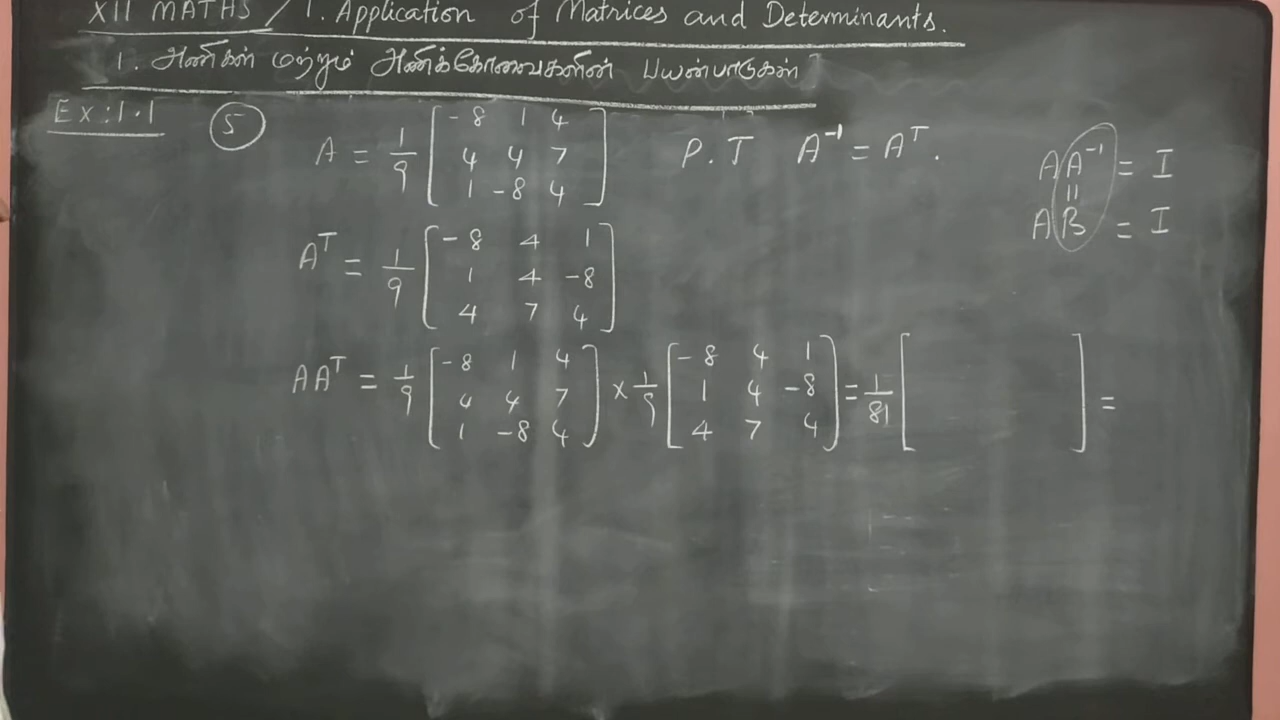 XII MATHS / 1. Application of Matrices and Determinants.
1. அணிகள் மற்றும் அணிக்கோவைகளின் பயன்பாடுகள்
Ex:1.1 (5) A = 1/9 [ -8 1 4
4 4 7
1 -8 4 ] P.T A⁻¹ = Aᵀ.
AA⁻¹ = I
=
AB = I
Aᵀ = 1/9 [ -8 4 1
1 4 -8
4 7 4 ]
AAᵀ = 1/9 [ -8 1 4
4 4 7
1 -8 4 ] × 1/9 [ -8 4 1
1 4 -8
4 7 4 ] = 1/81 [ ] =